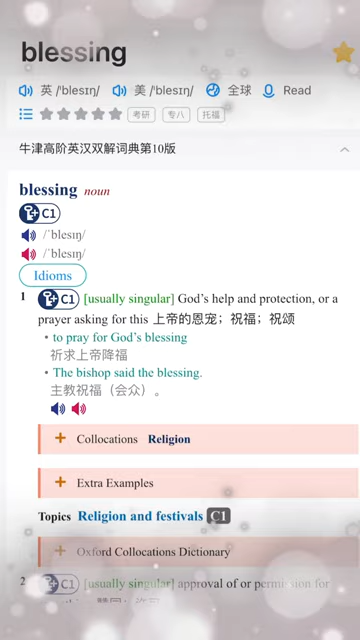 blessing
英 /'blesɪŋ/ 美 /'blesɪŋ/ 全球 Read
考研 专八 托福
牛津高阶英汉双解词典第10版
blessing noun
C1
/ˈblesɪŋ/
/ˈblesɪŋ/
Idioms
1 C1 [usually singular] God's help and protection, or a
prayer asking for this 上帝的恩宠；祝福；祝颂
• to pray for God's blessing
祈求上帝降福
• The bishop said the blessing.
主教祝福（会众）。
+ Collocations Religion
+ Extra Examples
Topics Religion and festivals C1
+ Oxford Collocations Dictionary
2 C1 [usually singular] approval of or permission for